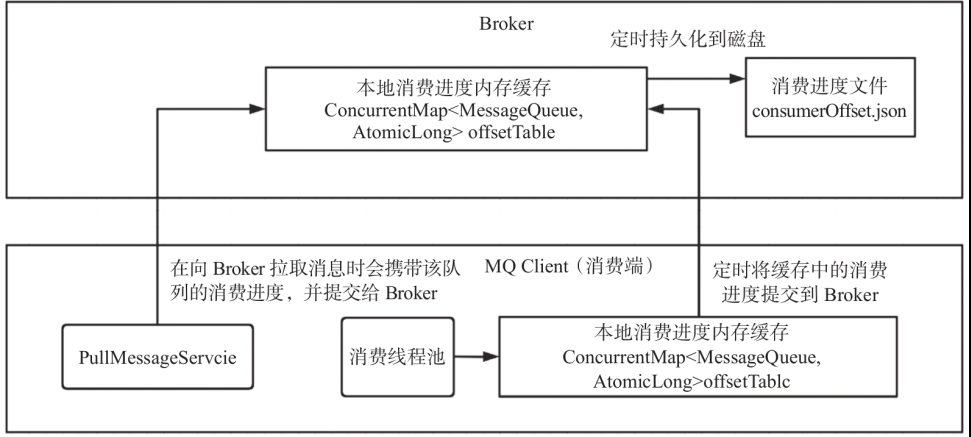 Broker
定时持久化到磁盘
本地消费进度内存缓存
ConcurrentMap<MessageQueue,
AtomicLong> offsetTable
消费进度文件
consumerOffset.json
在向 Broker 拉取消息时会携带该队
列的消费进度，并提交给 Broker
MQ Client（消费端）
定时将缓存中的消费
进度提交到 Broker
PullMessageServcie
消费线程池
本地消费进度内存缓存
ConcurrentMap<MessageQueue,
AtomicLong>offsetTablc